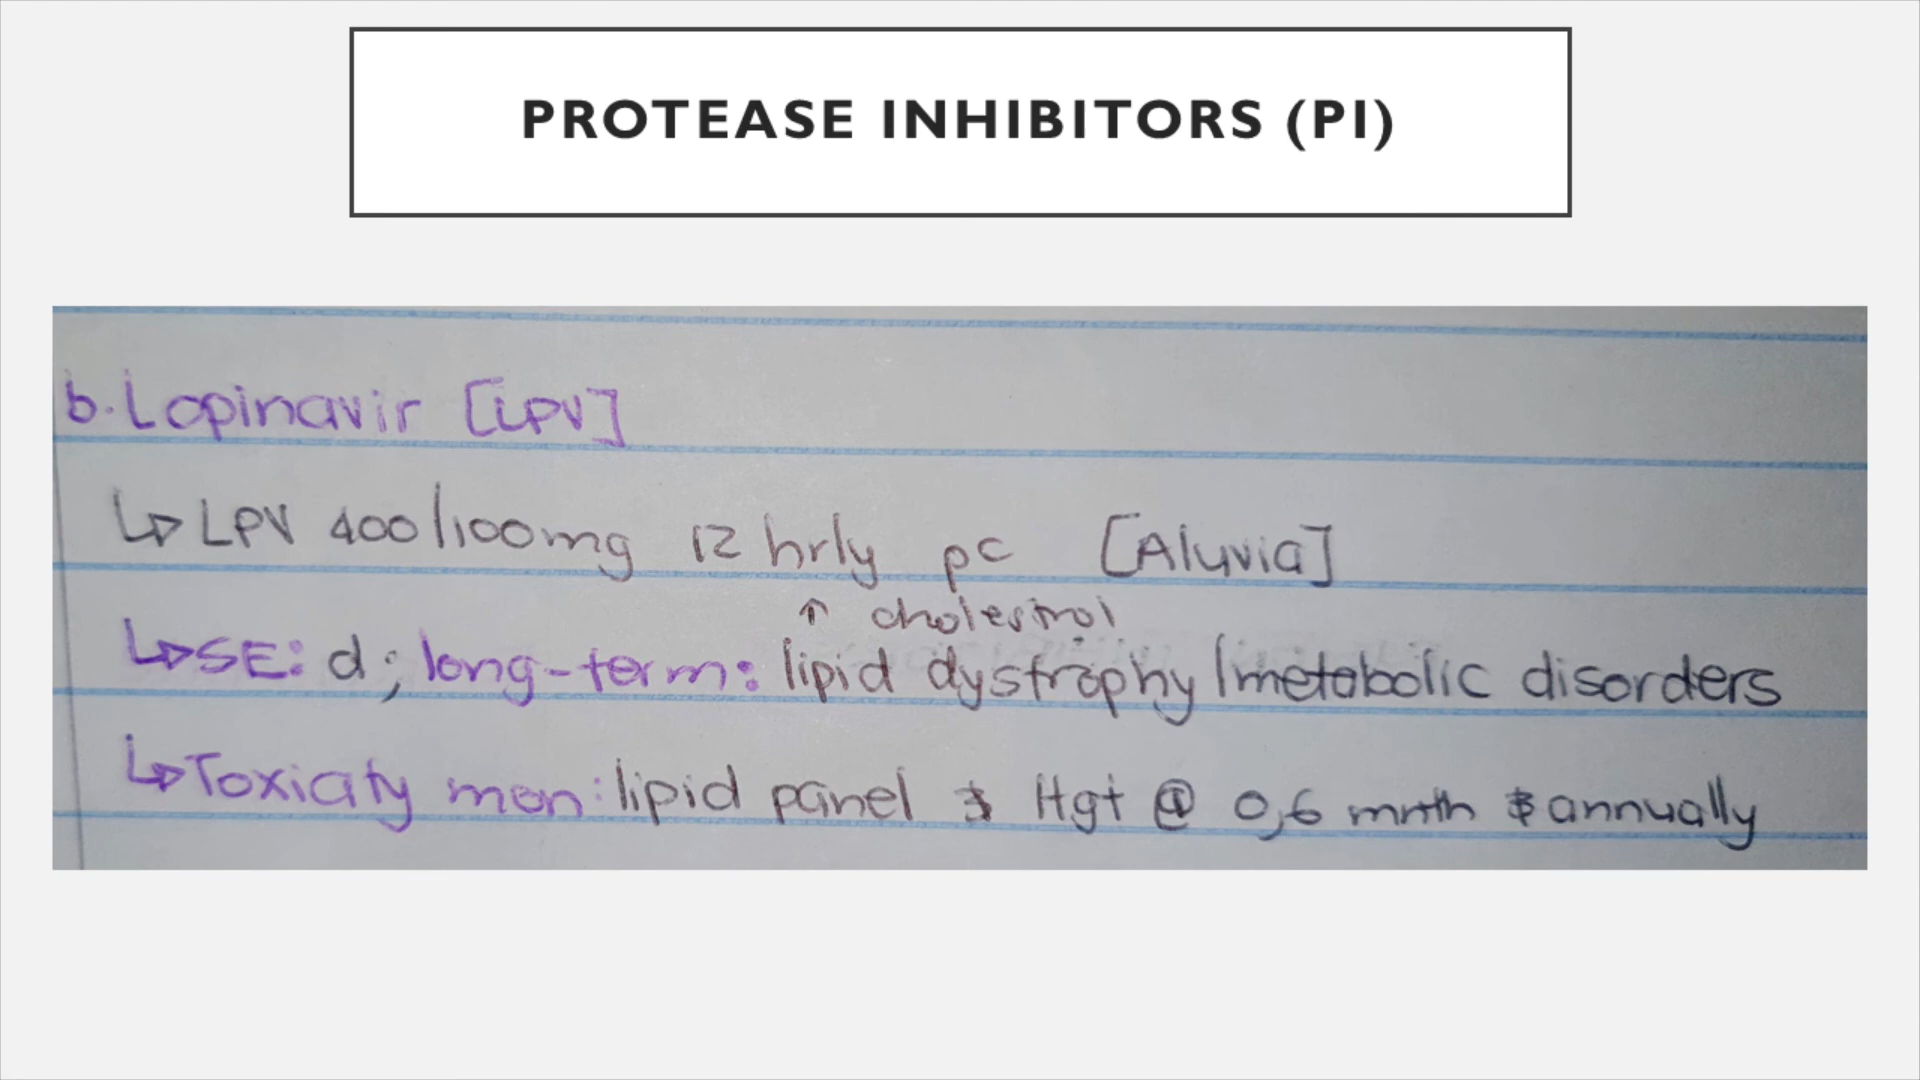 PROTEASE INHIBITORS (PI)
b. Lopinavir [LPV]
↳ LPV 400/100mg 12 hrly pc [Aluvia]
↑ cholestrol
↳ SE: d; long-term: lipid dystrophy/metabolic disorders
↳ Toxicity mon: lipid panel & Hgt @ 0,6 mnth & annually